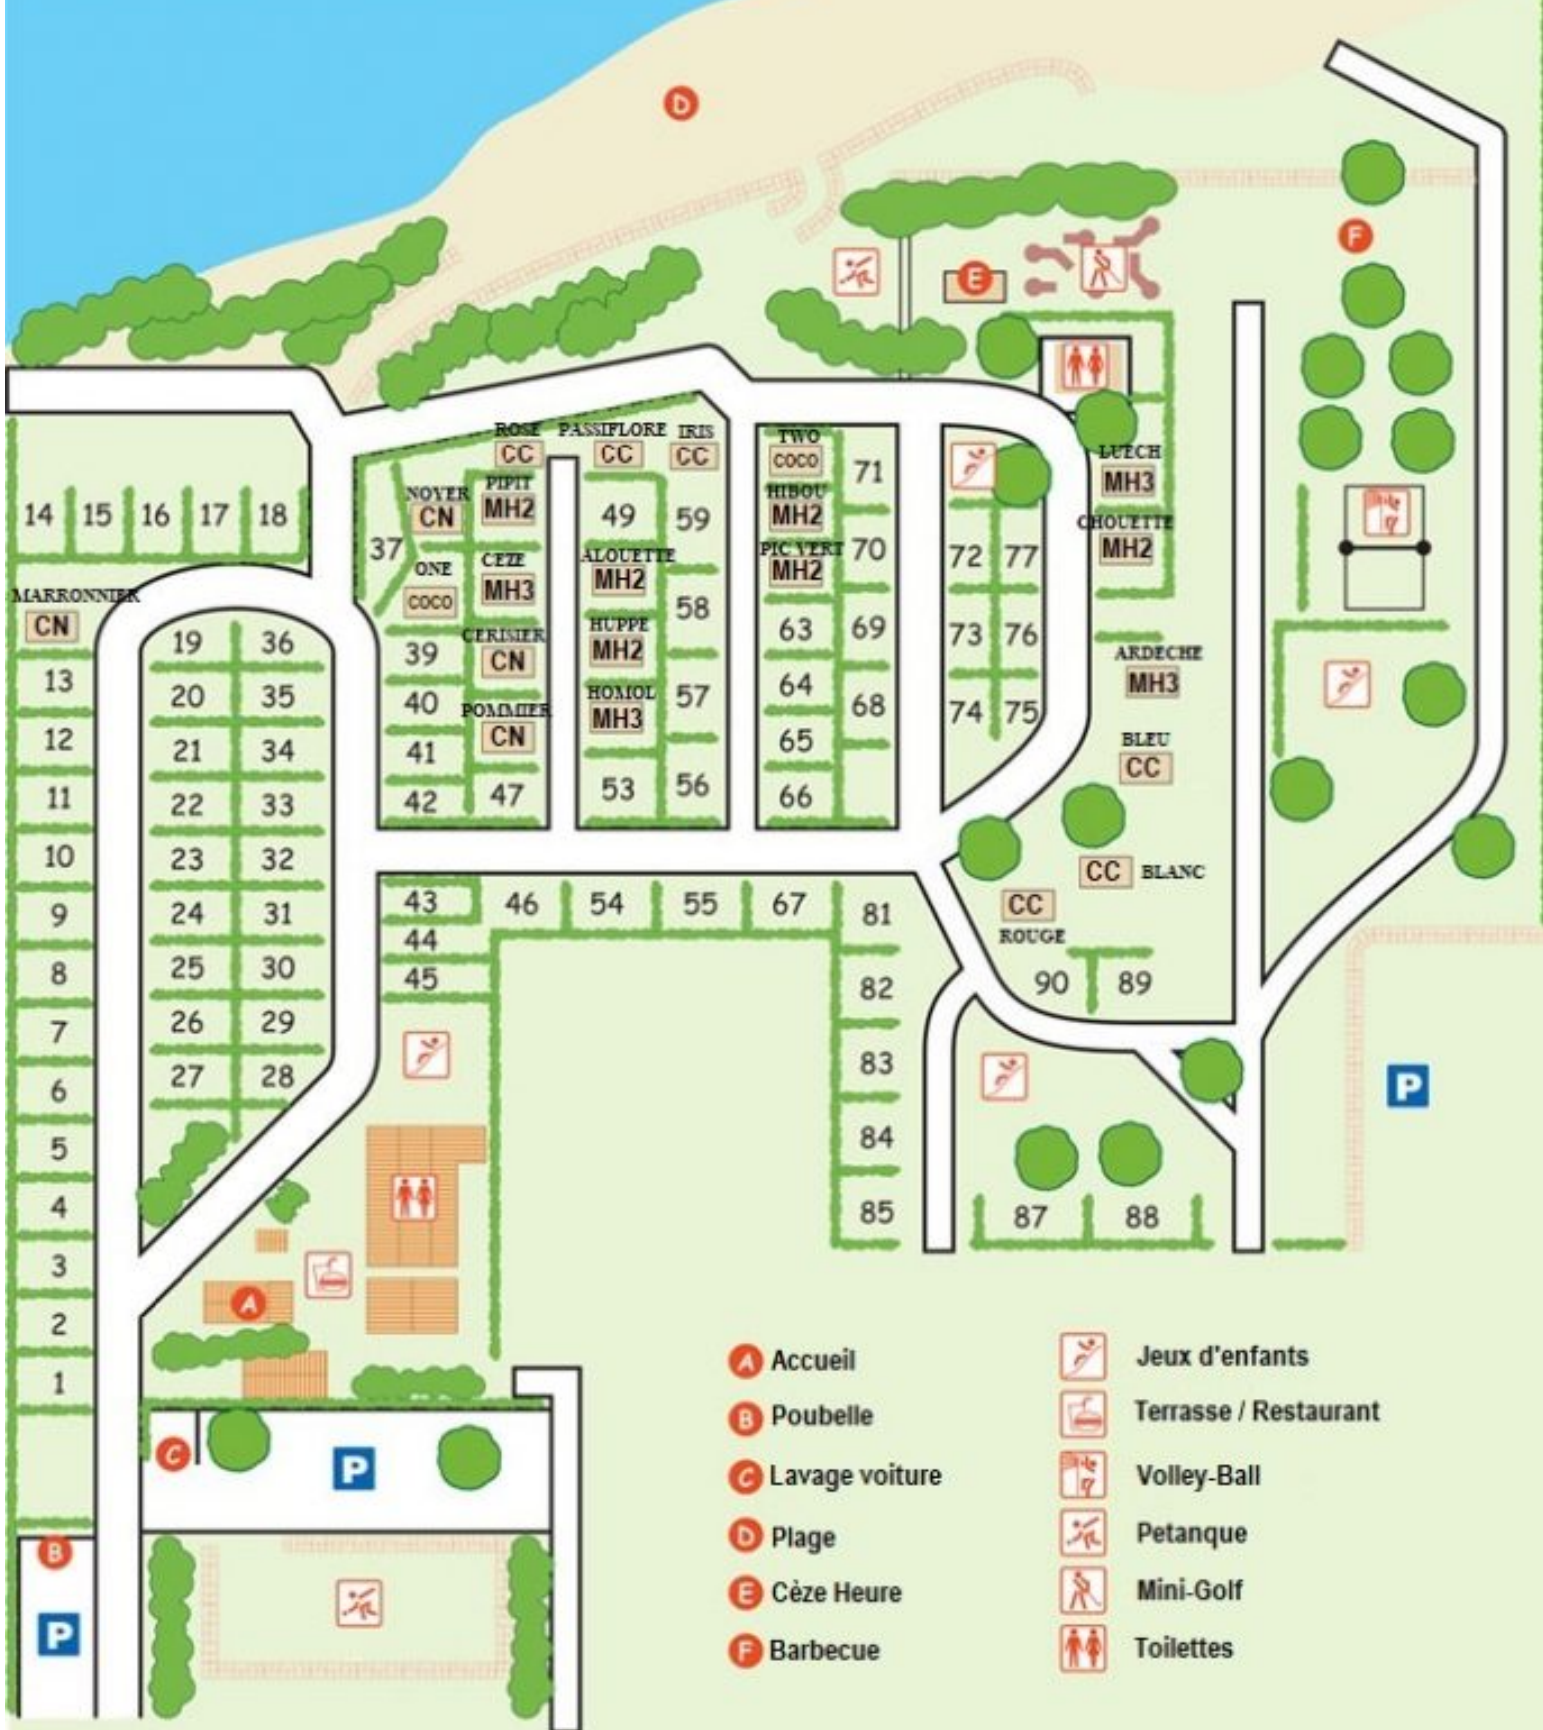 D
F
E
ROSE
CC
PASSIFLORE
CC
IRIS
CC
TWO
COCO
71
LUECH
MH3
NOYER
CN
PIPIT
MH2
49
59
HIBOU
MH2
CHOUETTE
MH2
14
15
16
17
18
37
ONE
COCO
CEZE
MH3
ALOUETTE
MH2
58
PIC VERT
MH2
70
72
77
MARRONNIER
CN
19
36
39
CERISIER
CN
HUPPE
MH2
63
69
73
76
ARDECHE
MH3
13
20
35
40
POMMIER
CN
HOMOL
MH3
57
64
68
74
75
12
21
34
41
65
BLEU
CC
11
22
33
42
47
53
56
66
10
23
32
CC
BLANC
9
24
31
43
46
54
55
67
81
CC
ROUGE
44
8
25
30
45
82
90
89
7
26
29
83
6
27
28
P
5
84
4
85
87
88
3
A
2
1
C
P
B
P
A Accueil
B Poubelle
C Lavage voiture
D Plage
E Cèze Heure
F Barbecue
Jeux d'enfants
Terrasse / Restaurant
Volley-Ball
Petanque
Mini-Golf
Toilettes